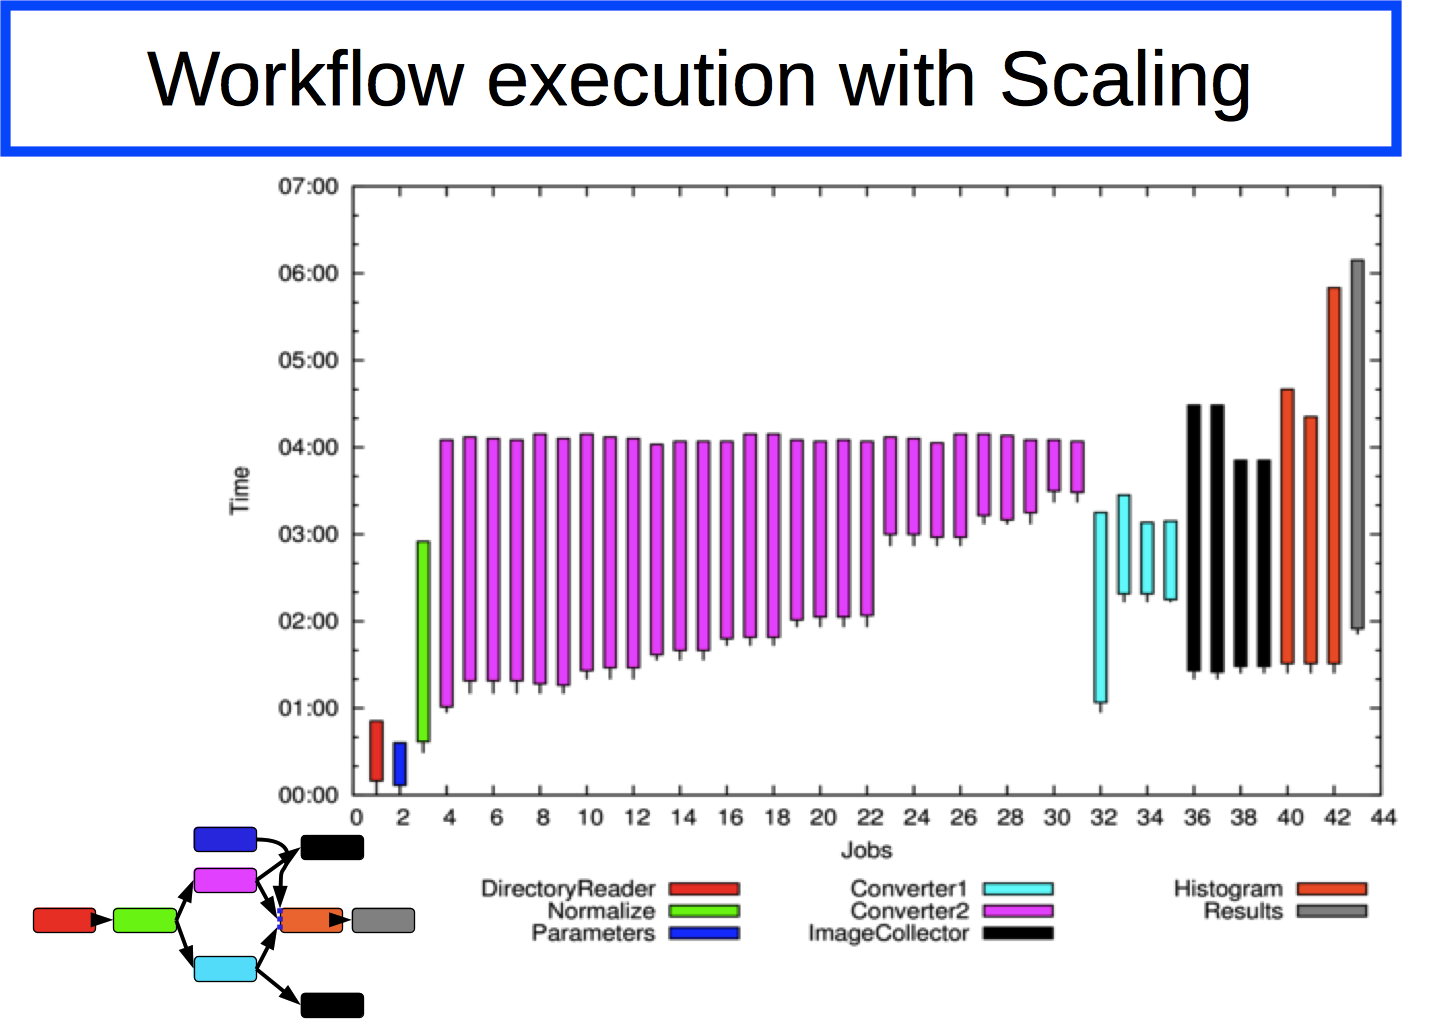 Workflow execution with Scaling
07:00
06:00
05:00
04:00
03:00
02:00
01:00
00:00
Time
0 2 4 6 8 10 12 14 16 18 20 22 24 26 28 30 32 34 36 38 40 42 44
Jobs
DirectoryReader Converter1 Histogram
Normalize Converter2 Results
Parameters ImageCollector